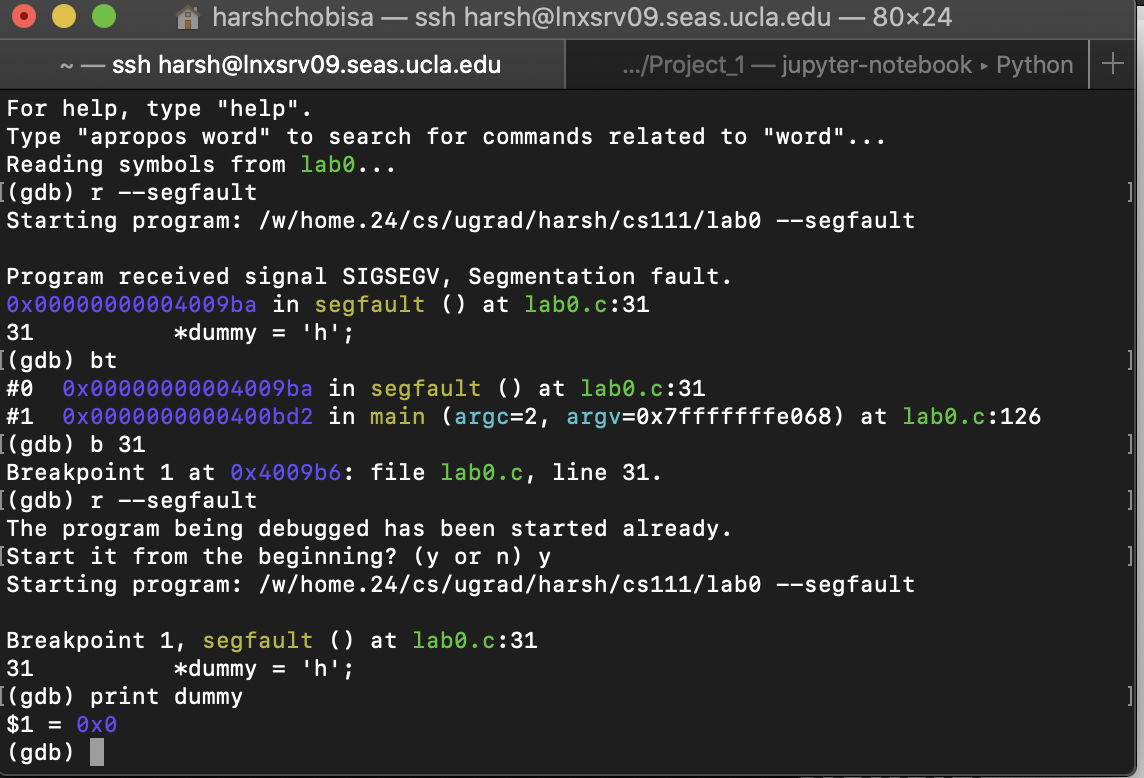 harshchobisa — ssh harsh@lnxsrv09.seas.ucla.edu — 80×24
~ — ssh harsh@lnxsrv09.seas.ucla.edu
.../Project_1 — jupyter-notebook ▸ Python
For help, type "help".
Type "apropos word" to search for commands related to "word"...
Reading symbols from lab0...
(gdb) r --segfault
Starting program: /w/home.24/cs/ugrad/harsh/cs111/lab0 --segfault
Program received signal SIGSEGV, Segmentation fault.
0x00000000004009ba in segfault () at lab0.c:31
31          *dummy = 'h';
(gdb) bt
#0  0x00000000004009ba in segfault () at lab0.c:31
#1  0x0000000000400bd2 in main (argc=2, argv=0x7fffffffe068) at lab0.c:126
(gdb) b 31
Breakpoint 1 at 0x4009b6: file lab0.c, line 31.
(gdb) r --segfault
The program being debugged has been started already.
Start it from the beginning? (y or n) y
Starting program: /w/home.24/cs/ugrad/harsh/cs111/lab0 --segfault
Breakpoint 1, segfault () at lab0.c:31
31          *dummy = 'h';
(gdb) print dummy
$1 = 0x0
(gdb)